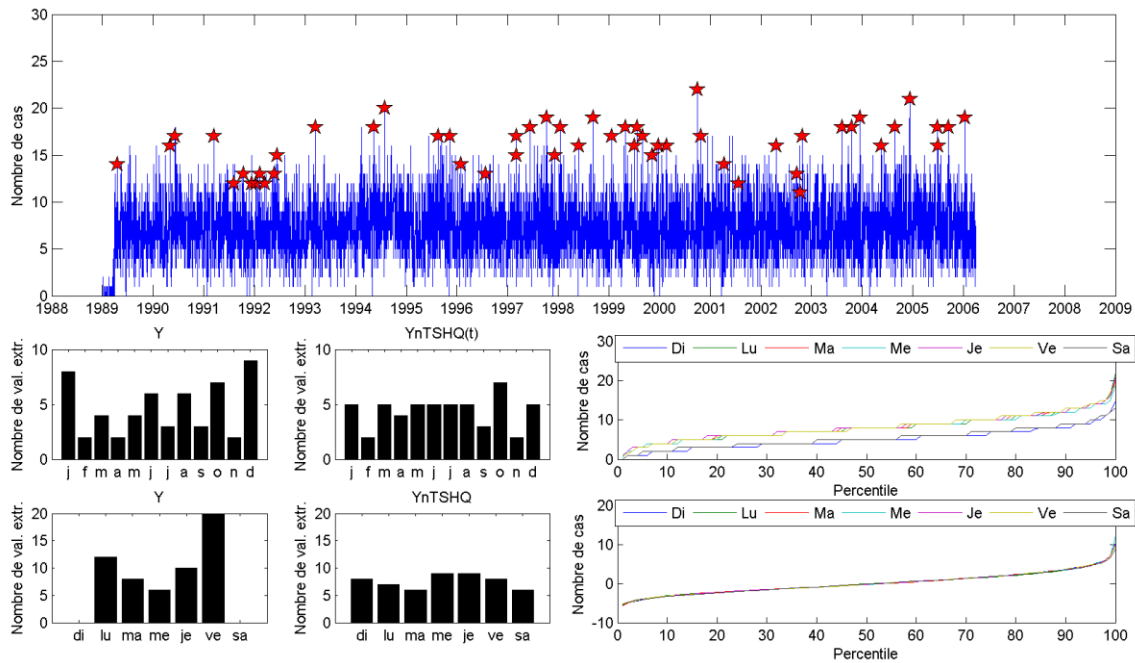 30
25
20
15
10
5
0
Nombre de cas
1988 1989 1990 1991 1992 1993 1994 1995 1996 1997 1998 1999 2000 2001 2002 2003 2004 2005 2006 2007 2008 2009
Y
10
5
0
Nombre de val. extr.
j f m a m j j a s o n d
YnTSHQ(t)
10
5
0
Nombre de val. extr.
j f m a m j j a s o n d
30
20
10
0
Nombre de cas
Di Lu Ma Me Je Ve Sa
0 10 20 30 40 50 60 70 80 90 100
Percentile
Y
20
15
10
5
0
Nombre de val. extr.
di lu ma me je ve sa
YnTSHQ
20
15
10
5
0
Nombre de val. extr.
di lu ma me je ve sa
20
10
0
-10
Nombre de cas
Di Lu Ma Me Je Ve Sa
0 10 20 30 40 50 60 70 80 90 100
Percentile